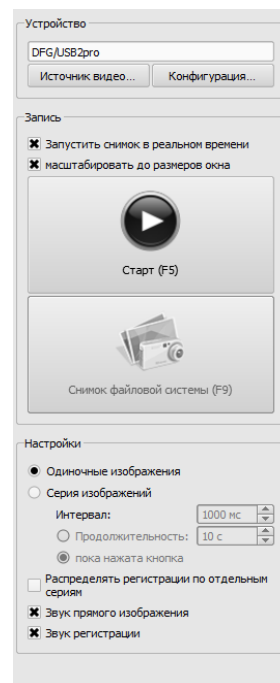 Устройство
DFG/USB2pro
Источник видео...
Конфигурация...
Запись
Запустить снимок в реальном времени
масштабировать до размеров окна
Старт (F5)
Снимок файловой системы (F9)
Настройки
Одиночные изображения
Серия изображений
Интервал:
1000 мс
Продолжительность:
10 с
пока нажата кнопка
Распределять регистрации по отдельным
сериям
Звук прямого изображения
Звук регистрации